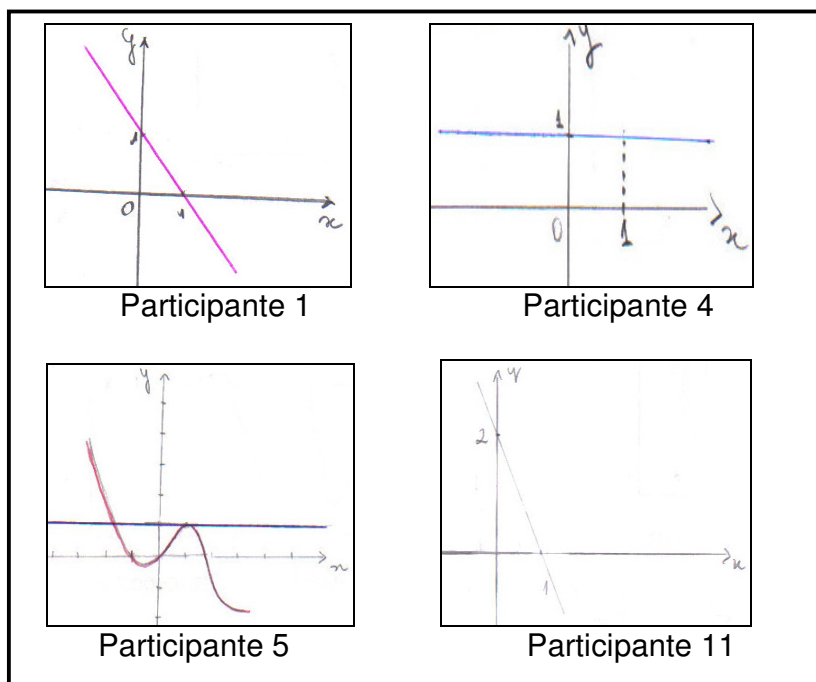 y
1
0
1
x
Participante 1
y
1
0
1
x
Participante 4
y
x
Participante 5
y
2
1
x
Participante 11